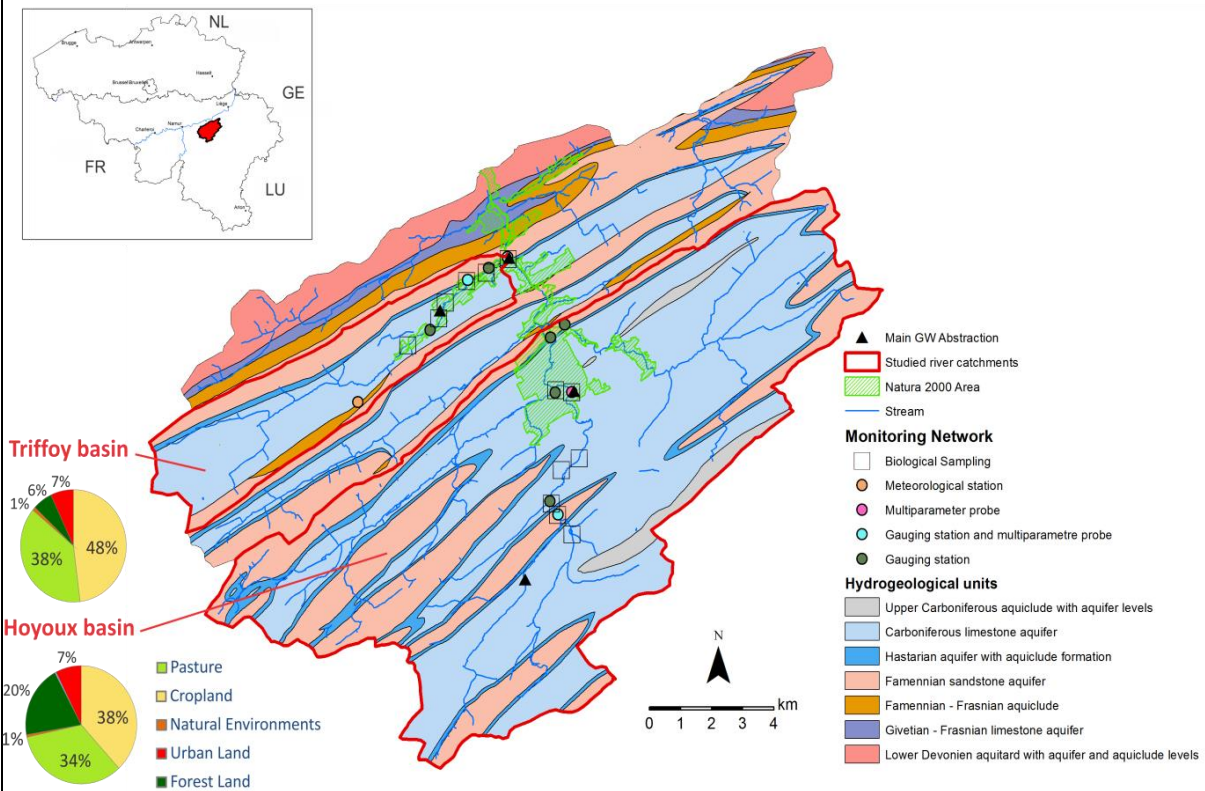 NL
Brugge
Antwerpen
Hasselt
Brussel/Bruxelles
GE
Liège
Namur
Charleroi
FR
LU
Arlon
Main GW Abstraction
Studied river catchments
Natura 2000 Area
Stream
Monitoring Network
Biological Sampling
Meteorological station
Multiparameter probe
Gauging station and multiparametre probe
Gauging station
Hydrogeological units
Upper Carboniferous aquiclude with aquifer levels
Carboniferous limestone aquifer
Hastarian aquifer with aquiclude formation
Famennian sandstone aquifer
Famennian - Frasnian aquiclude
Givetian - Frasnian limestone aquifer
Lower Devonien aquitard with aquifer and aquiclude levels
Triffoy basin
1%
6%
7%
38%
48%
Hoyoux basin
7%
20%
38%
1%
34%
Pasture
Cropland
Natural Environments
Urban Land
Forest Land
N
0 1 2 3 4 km